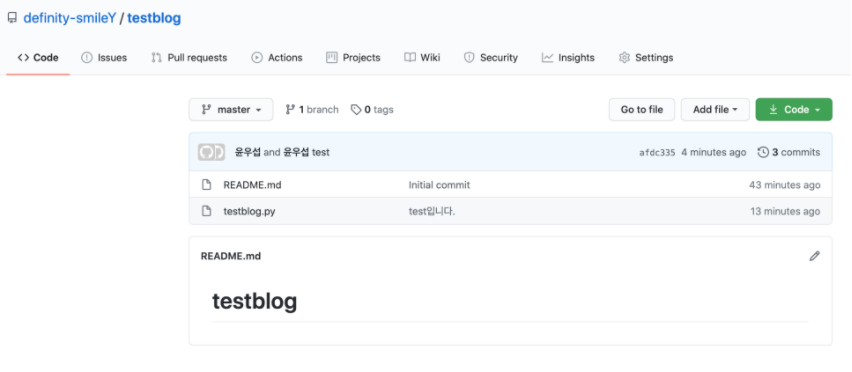 definity-smileY / testblog
Code Issues Pull requests Actions Projects Wiki Security Insights Settings
master 1 branch 0 tags Go to file Add file Code
윤우섭 and 윤우섭 test afdc335 4 minutes ago 3 commits
README.md Initial commit 43 minutes ago
testblog.py test입니다. 13 minutes ago
README.md
testblog